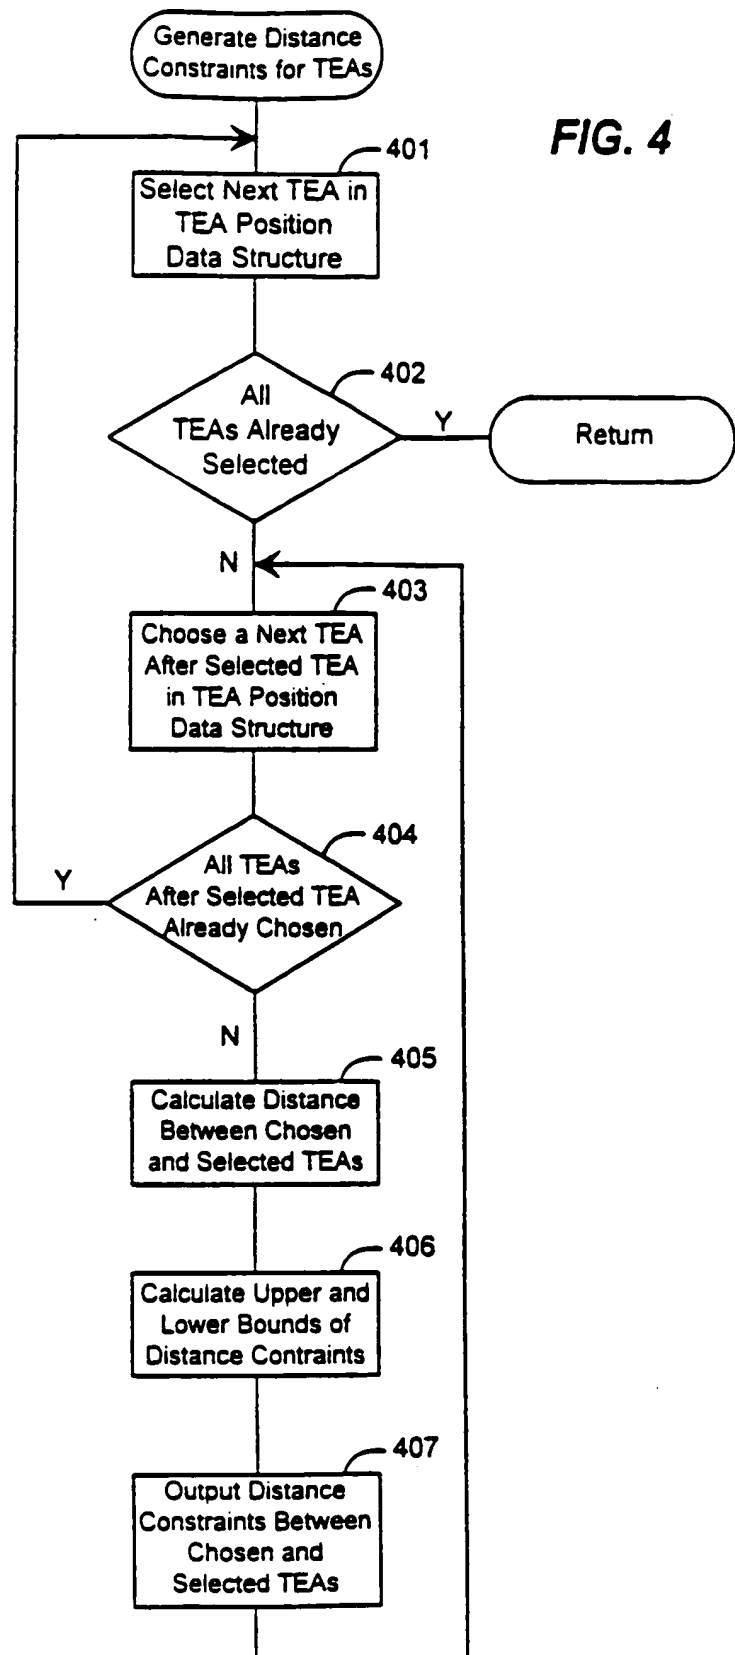 Generate Distance
Constraints for TEAs
FIG. 4
401
Select Next TEA in
TEA Position
Data Structure
402
All
TEAs Already
Selected
Y
Return
N
403
Choose a Next TEA
After Selected TEA
in TEA Position
Data Structure
404
All TEAs
After Selected TEA
Already Chosen
Y
N
405
Calculate Distance
Between Chosen
and Selected TEAs
406
Calculate Upper and
Lower Bounds of
Distance Contraints
407
Output Distance
Constraints Between
Chosen and
Selected TEAs